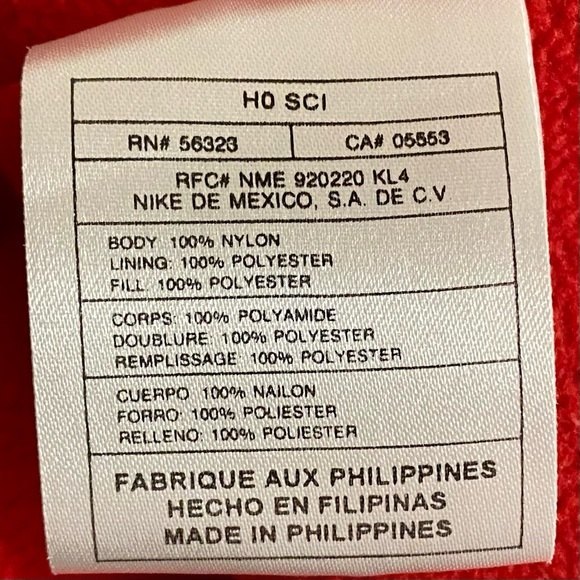 H0 SCI
RN# 56323 CA# 05553
RFC# NME 920220 KL4
NIKE DE MEXICO, S.A. DE C.V
BODY 100% NYLON
LINING: 100% POLYESTER
FILL: 100% POLYESTER
CORPS: 100% POLYAMIDE
DOUBLURE: 100% POLYESTER
REMPLISSAGE: 100% POLYESTER
CUERPO 100% NAILON
FORRO: 100% POLIESTER
RELLENO: 100% POLIESTER
FABRIQUE AUX PHILIPPINES
HECHO EN FILIPINAS
MADE IN PHILIPPINES